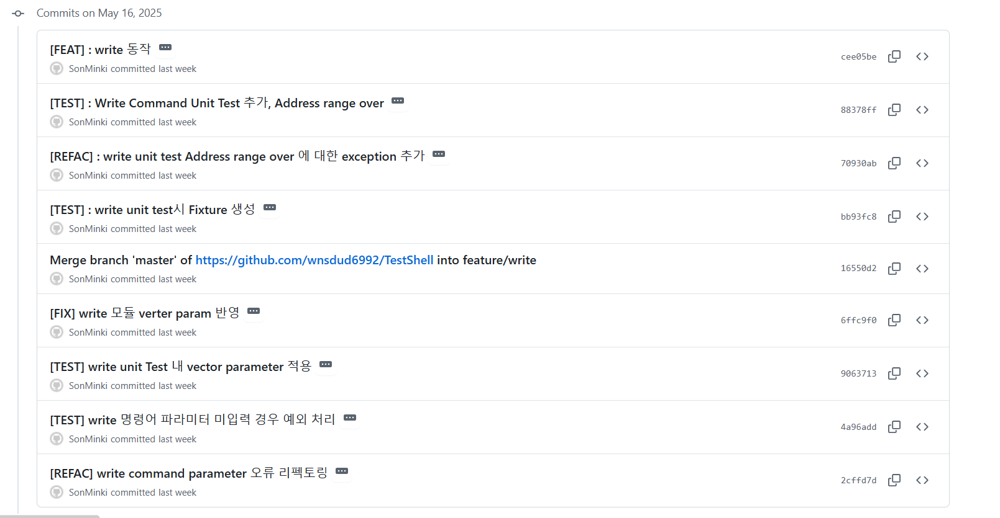 Commits on May 16, 2025
[FEAT] : write 동작
SonMinki committed last week
cee05be
[TEST] : Write Command Unit Test 추가, Address range over
SonMinki committed last week
88378ff
[REFAC] : write unit test Address range over 에 대한 exception 추가
SonMinki committed last week
70930ab
[TEST] : write unit test시 Fixture 생성
SonMinki committed last week
bb93fc8
Merge branch 'master' of https://github.com/wnsdud6992/TestShell into feature/write
SonMinki committed last week
16550d2
[FIX] write 모듈 verter param 반영
SonMinki committed last week
6ffc9f0
[TEST] write unit Test 내 vector parameter 적용
SonMinki committed last week
9063713
[TEST] write 명령어 파라미터 미입력 경우 예외 처리
SonMinki committed last week
4a96add
[REFAC] write command parameter 오류 리펙토링
SonMinki committed last week
2cffd7d